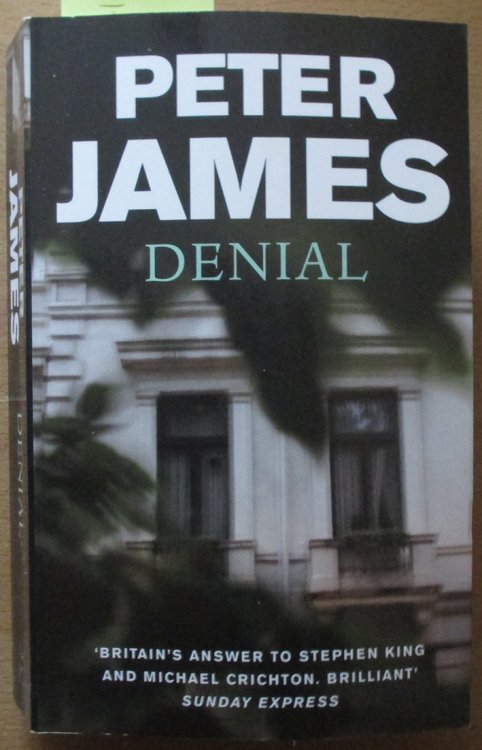 PETER
JAMES
DENIAL
'BRITAIN'S ANSWER TO STEPHEN KING
AND MICHAEL CRICHTON. BRILLIANT'
SUNDAY EXPRESS
JAMES
DENIAL